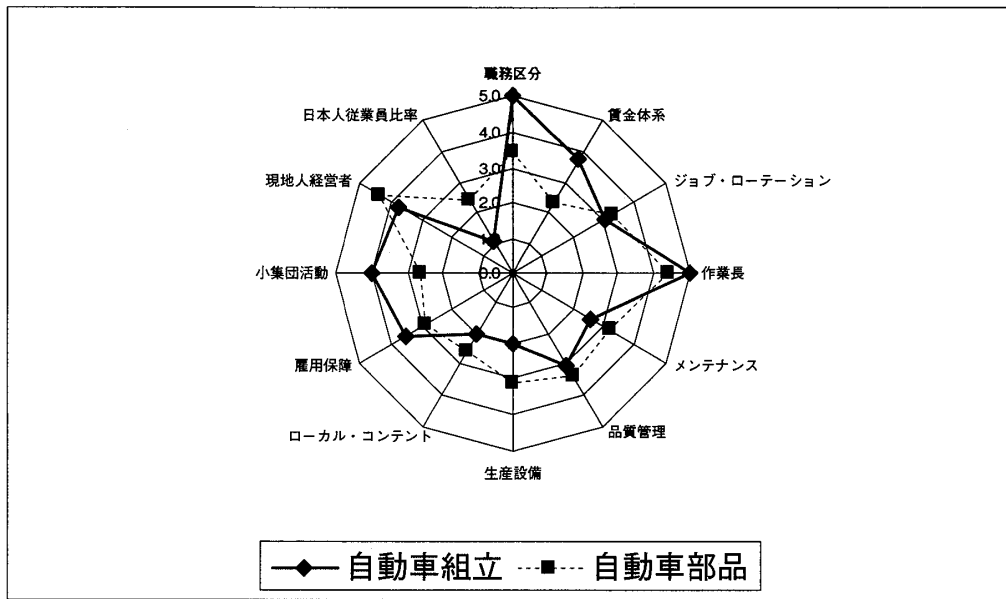 職務区分
5.0
日本人従業員比率
賃金体系
4.0
現地人経営者
3.0
ジョブ・ローテーション
2.0
小集団活動
0.0
作業長
雇用保障
メンテナンス
ローカル・コンテント
品質管理
生産設備
自動車組立
自動車部品